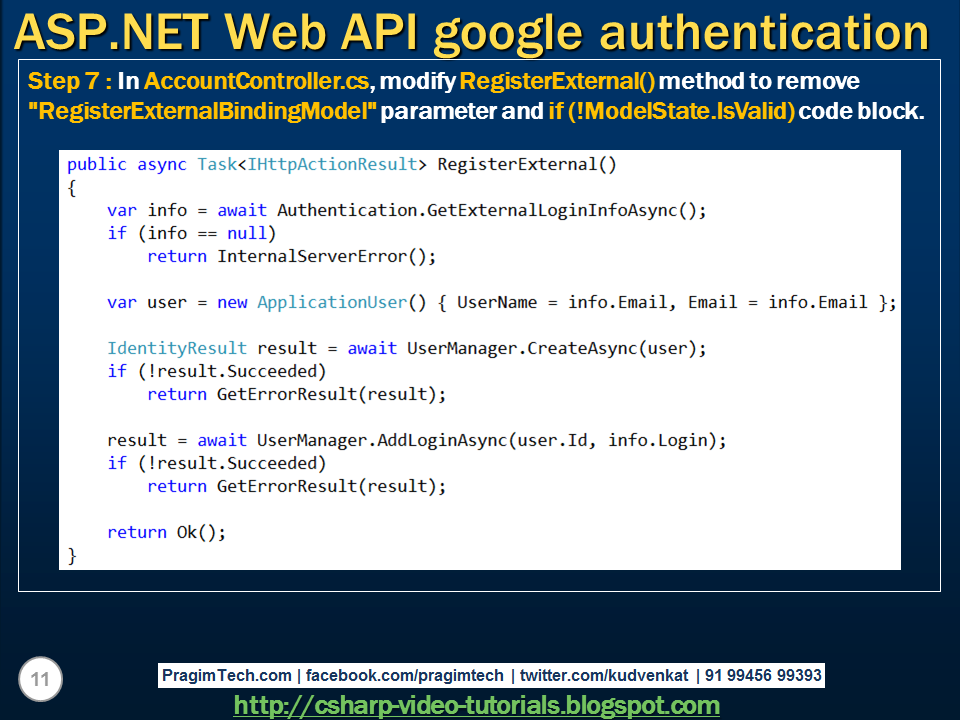 ASP.NET Web API google authentication
Step 7 : In AccountController.cs, modify RegisterExternal() method to remove
"RegisterExternalBindingModel" parameter and if (!ModelState.IsValid) code block.
public async Task<IHttpActionResult> RegisterExternal()
{
    var info = await Authentication.GetExternalLoginInfoAsync();
    if (info == null)
        return InternalServerError();
    var user = new ApplicationUser() { UserName = info.Email, Email = info.Email };
    IdentityResult result = await UserManager.CreateAsync(user);
    if (!result.Succeeded)
        return GetErrorResult(result);
    result = await UserManager.AddLoginAsync(user.Id, info.Login);
    if (!result.Succeeded)
        return GetErrorResult(result);
    return Ok();
}
11
PragimTech.com | facebook.com/pragimtech | twitter.com/kudvenkat | 91 99456 99393
http://csharp-video-tutorials.blogspot.com